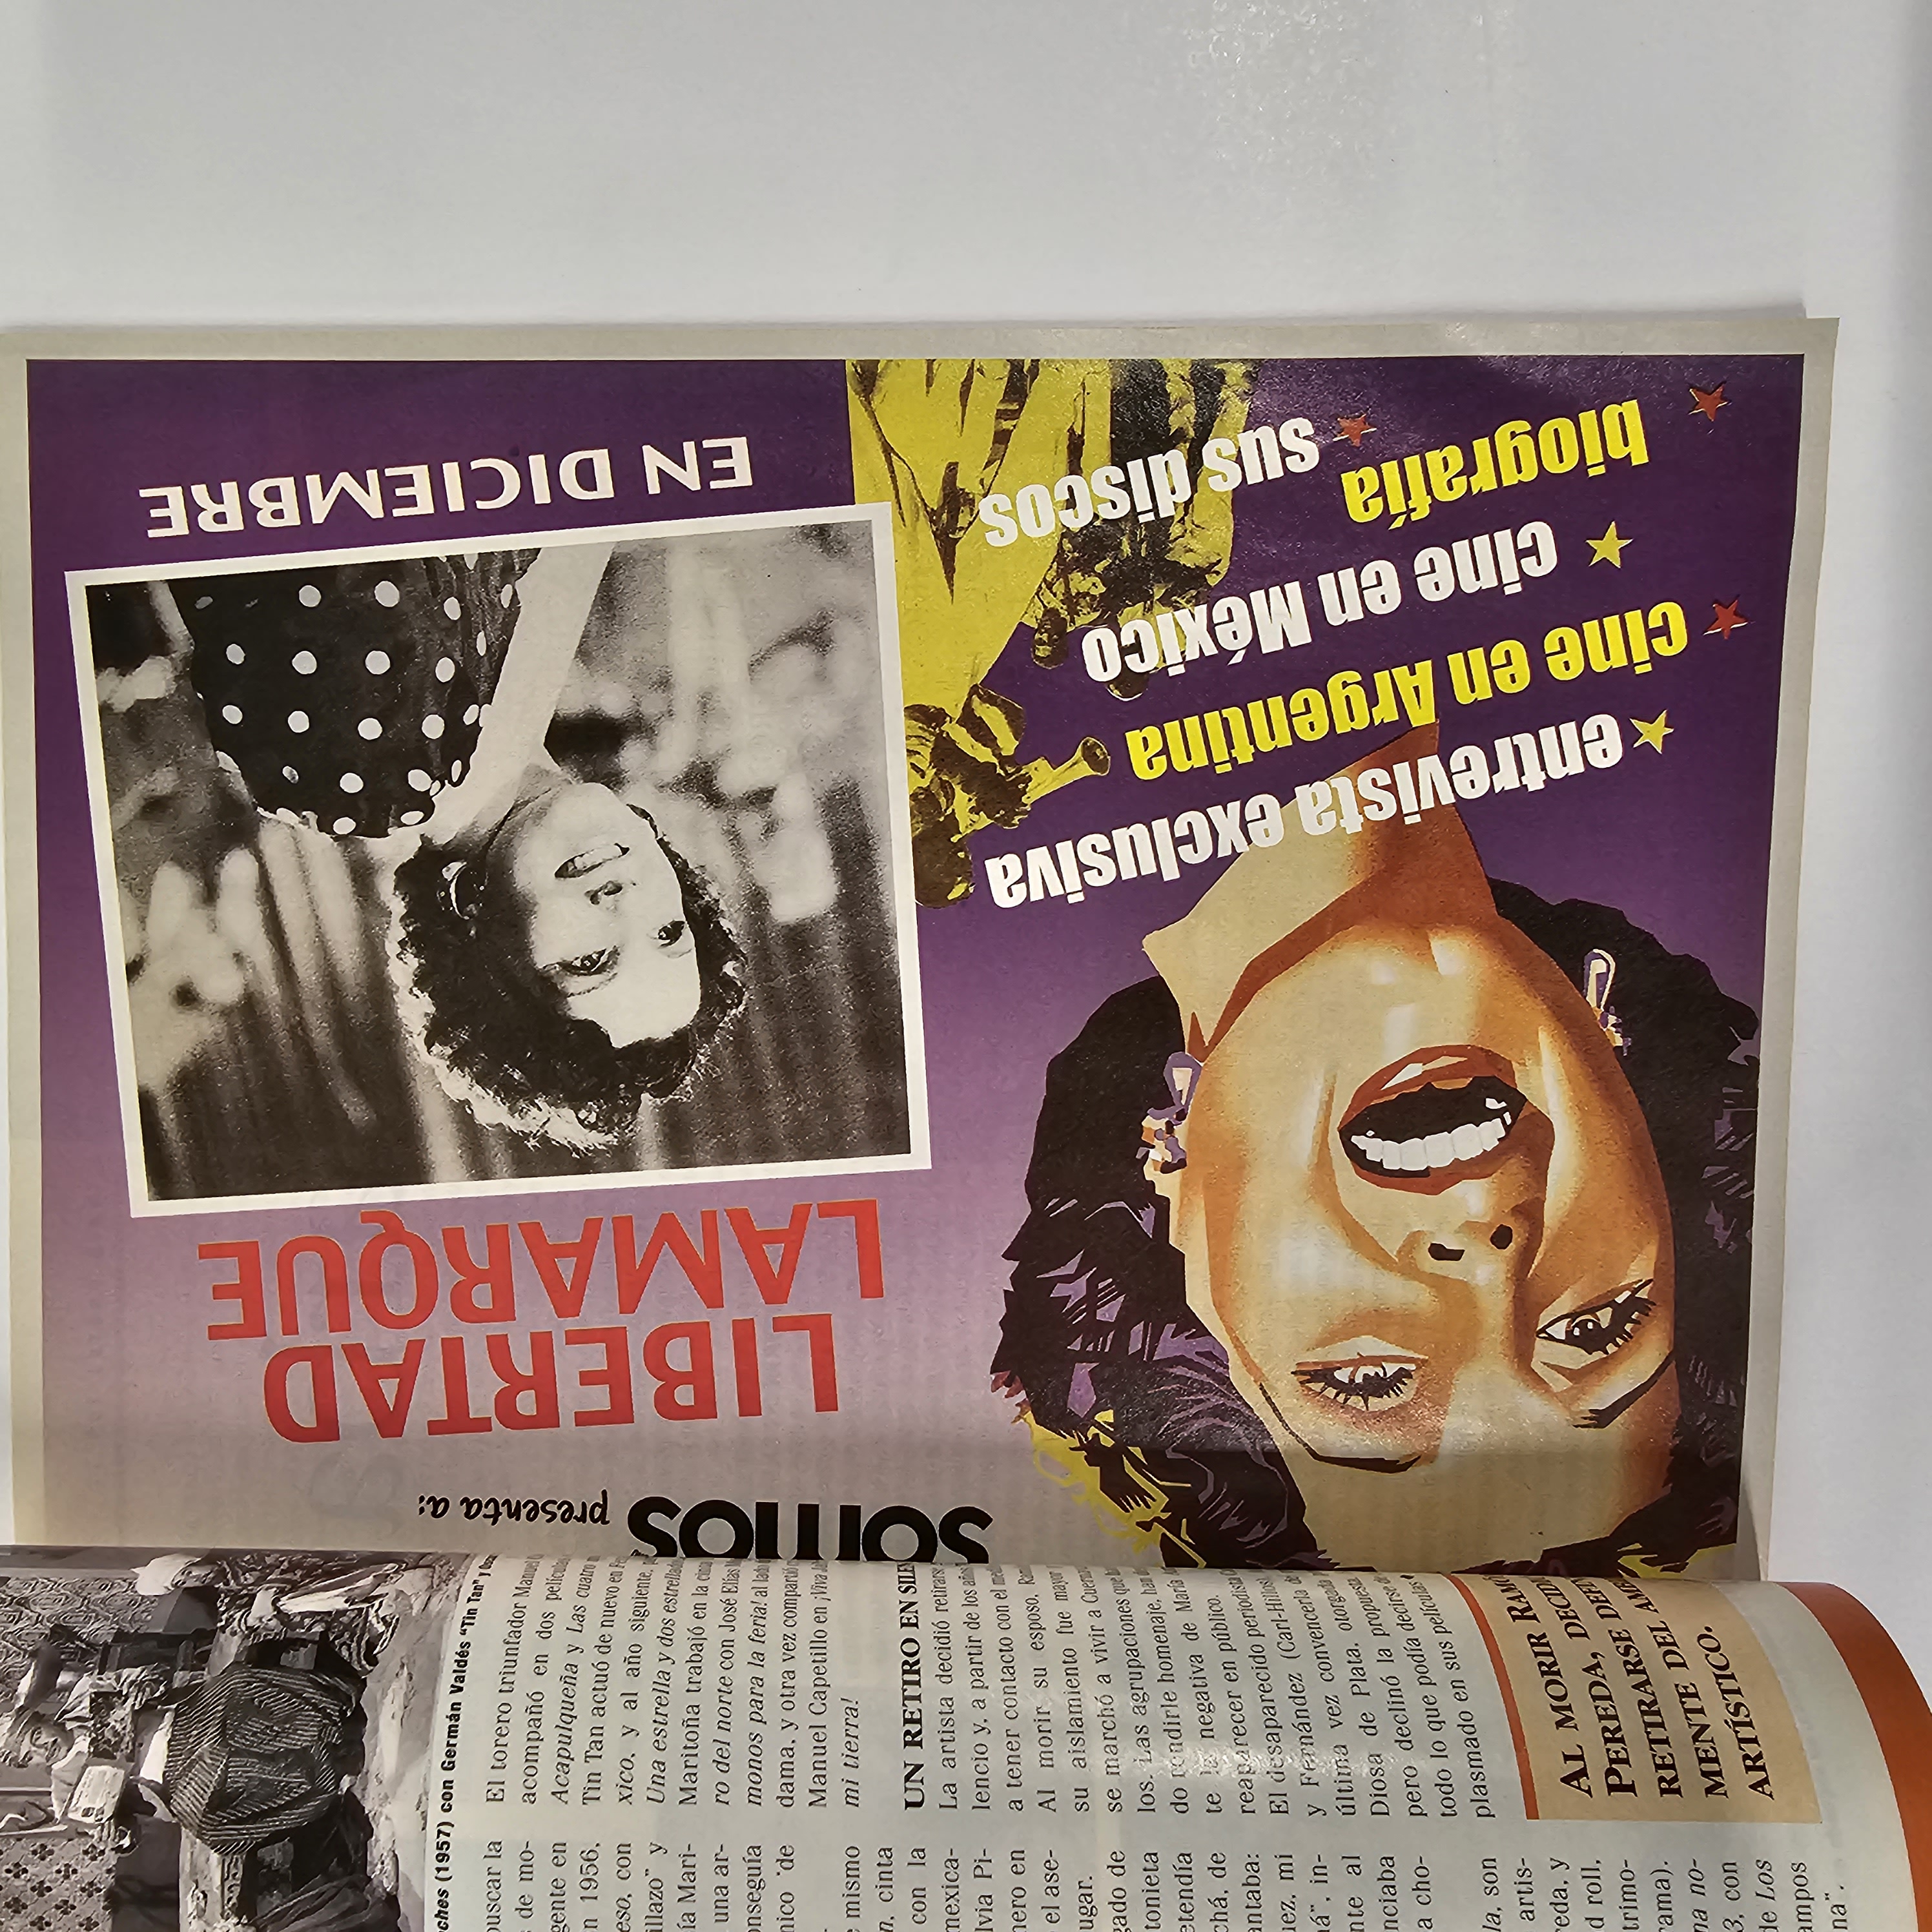 ches (1957) con Germán Valdés “Tin Tan” y
buscar la
s de mo-
gente en
n 1956,
eso, con
illazo” y
ía Mari-
una ar-
onseguía
nico “de
e mismo
n, cinta
con la
mexica-
lvia Pi-
nero en
el ase-
ugar.
gado de
tonieta
etendía
chá, de
antaba:
uez, mi
á”, in-
nte al
nciaba
a cho-
la, son
artis-
reda, y
d roll,
trimo-
rama).
na no-
3, con
de Los
ampos
na”.
El torero triunfador Manuel
acompañó en dos películas
Acapulqueña y Las cuatro
Tin Tan actuó de nuevo en
xico, y al año siguiente,
Una estrella y dos estrellados
Maritoña trabajó en la cinta
ro del norte con José Elías
monos para la feria! al lado
dama, y otra vez compartió
Manuel Capetillo en ¡Viva
mi tierra!
UN RETIRO EN
La artista decidió retirarse
lencio y, a partir de los años
a tener contacto con el
Al morir su esposo,
su aislamiento fue mayor
se marchó a vivir a
los. Las agrupaciones que
do rendirle homenaje, han
te la negativa de María
reaparecer en público.
El desaparecido periodista
y Fernández (Carl-Hillos),
última vez convencerla de
Diosa de Plata, otorgada
pero declinó la propuesta.
todo lo que podía decirse
plasmado en sus películas
AL MORIR
PEREDA,
RETIRARSE
MENTE DEL
ARTÍSTICO.
somos presenta a:
LIBERTAD
LAMARQUE
EN DICIEMBRE
entrevista exclusiva
cine en Argentina
cine en México
biografía sus discos